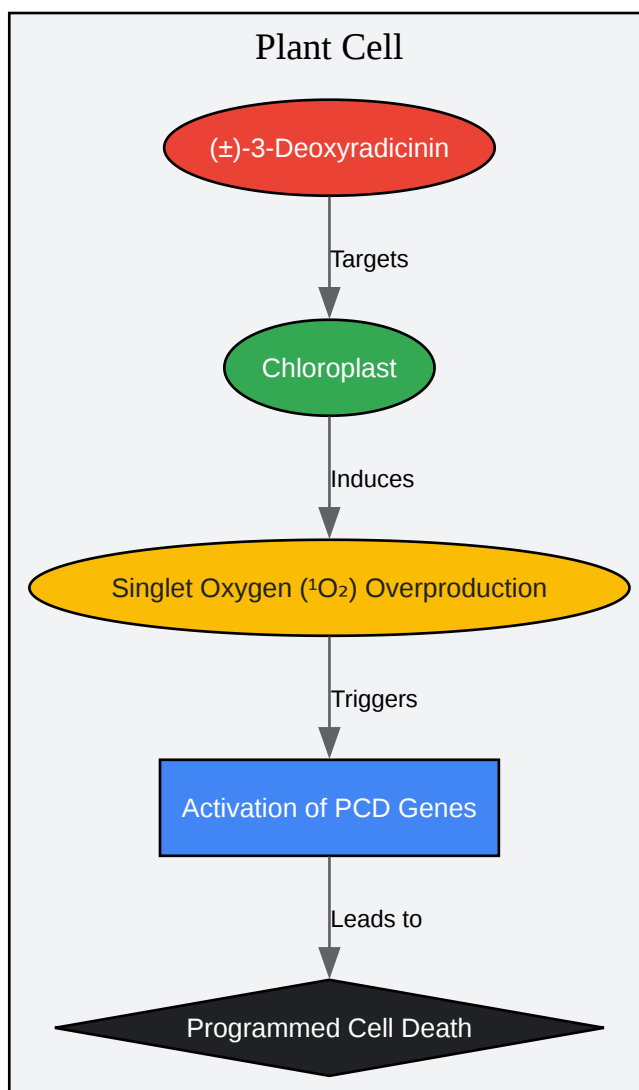 Plant Cell
(±)-3-Deoxyradicinin
Targets
Chloroplast
Induces
Singlet Oxygen (¹O₂) Overproduction
Triggers
Activation of PCD Genes
Leads to
Programmed Cell Death